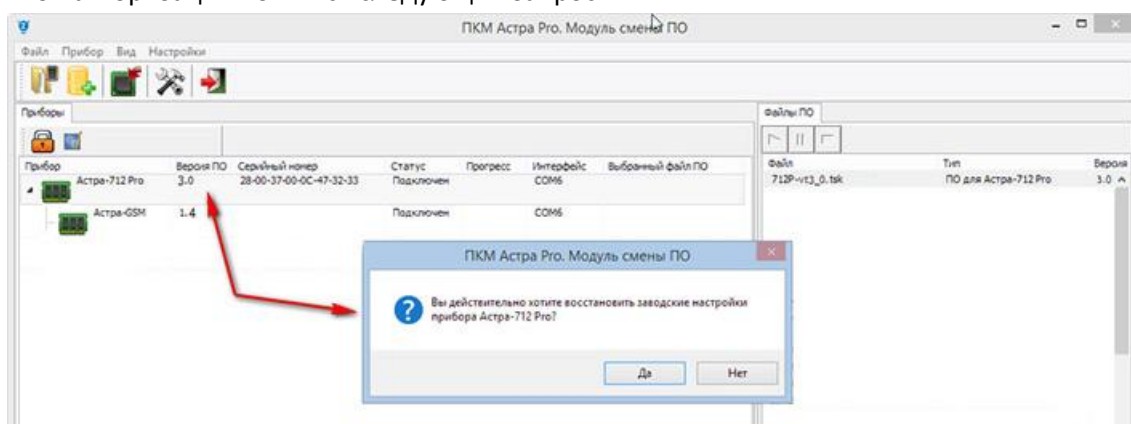 ПКМ Астра Pro. Модуль смены ПО
Файл Прибор Вид Настройки
Приборы
Файлы ПО
Прибор Версия ПО Серийный номер Статус Прогресс Интерфейс Выбранный файл ПО
Файл Тип Версия
Астра-712 Pro 3.0 28-00-37-00-0C-47-32-33 Подключен COM6
712P-vt3_0.tsk ПО для Астра-712 Pro 3.0
Астра-GSM 1.4 Подключен COM6
ПКМ Астра Pro. Модуль смены ПО
Вы действительно хотите восстановить заводские настройки
прибора Астра-712 Pro?
Да Нет